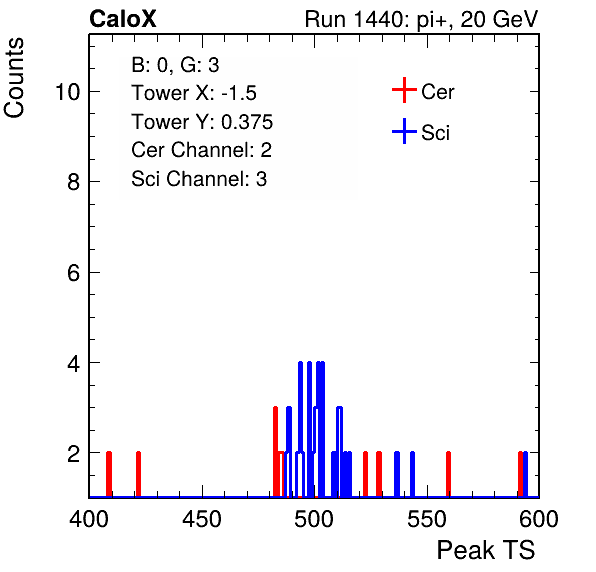 CaloX Run 1440: pi+, 20 GeV
Counts
B: 0, G: 3
Tower X: -1.5
Tower Y: 0.375
Cer Channel: 2
Sci Channel: 3
Cer
Sci
10
8
6
4
2
400 450 500 550 600
Peak TS